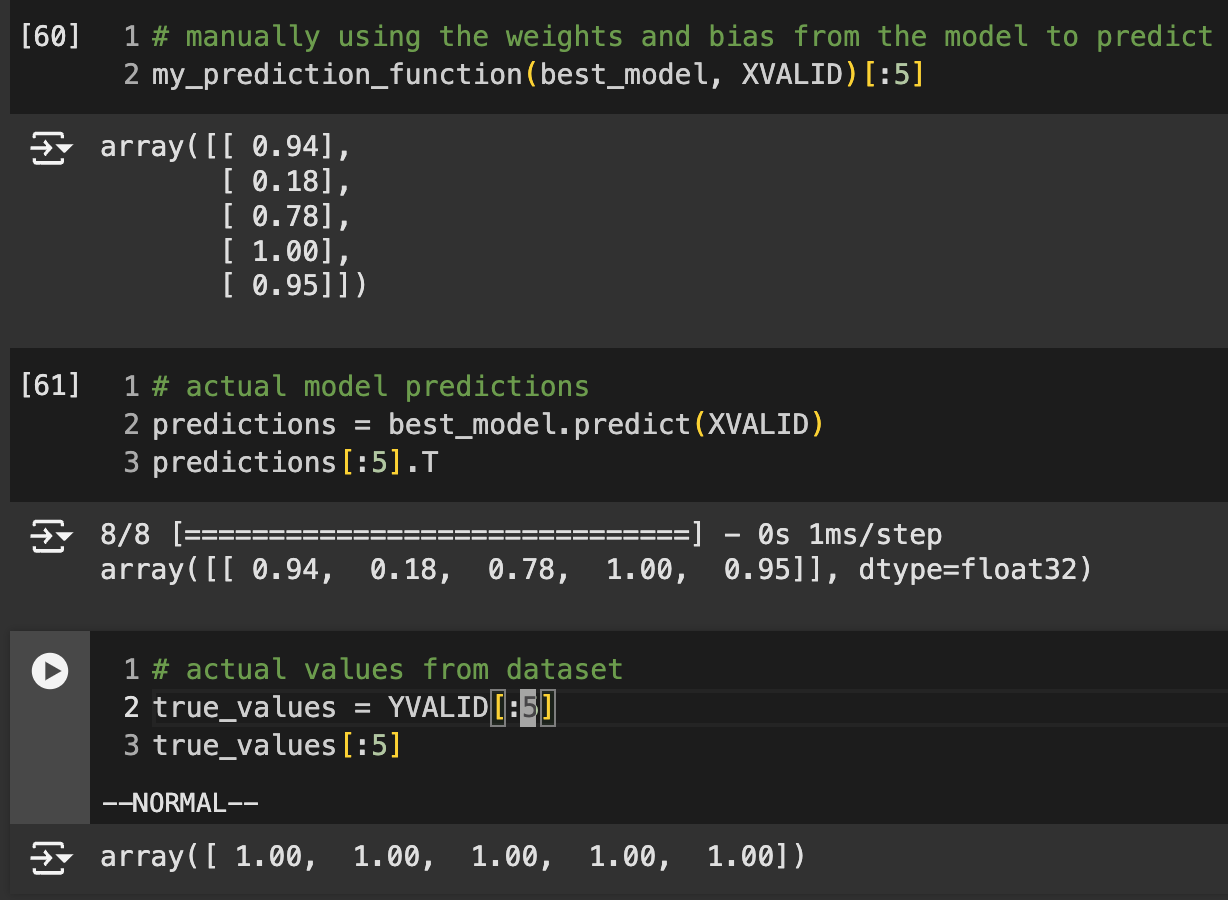 [60] 1 # manually using the weights and bias from the model to predict
2 my_prediction_function(best_model, XVALID)[:5]
array([[ 0.94],
[ 0.18],
[ 0.78],
[ 1.00],
[ 0.95]])
[61] 1 # actual model predictions
2 predictions = best_model.predict(XVALID)
3 predictions[:5].T
8/8 [==============================] - 0s 1ms/step
array([[ 0.94, 0.18, 0.78, 1.00, 0.95]], dtype=float32)
1 # actual values from dataset
2 true_values = YVALID[:5]
3 true_values[:5]
--NORMAL--
array([ 1.00, 1.00, 1.00, 1.00, 1.00])